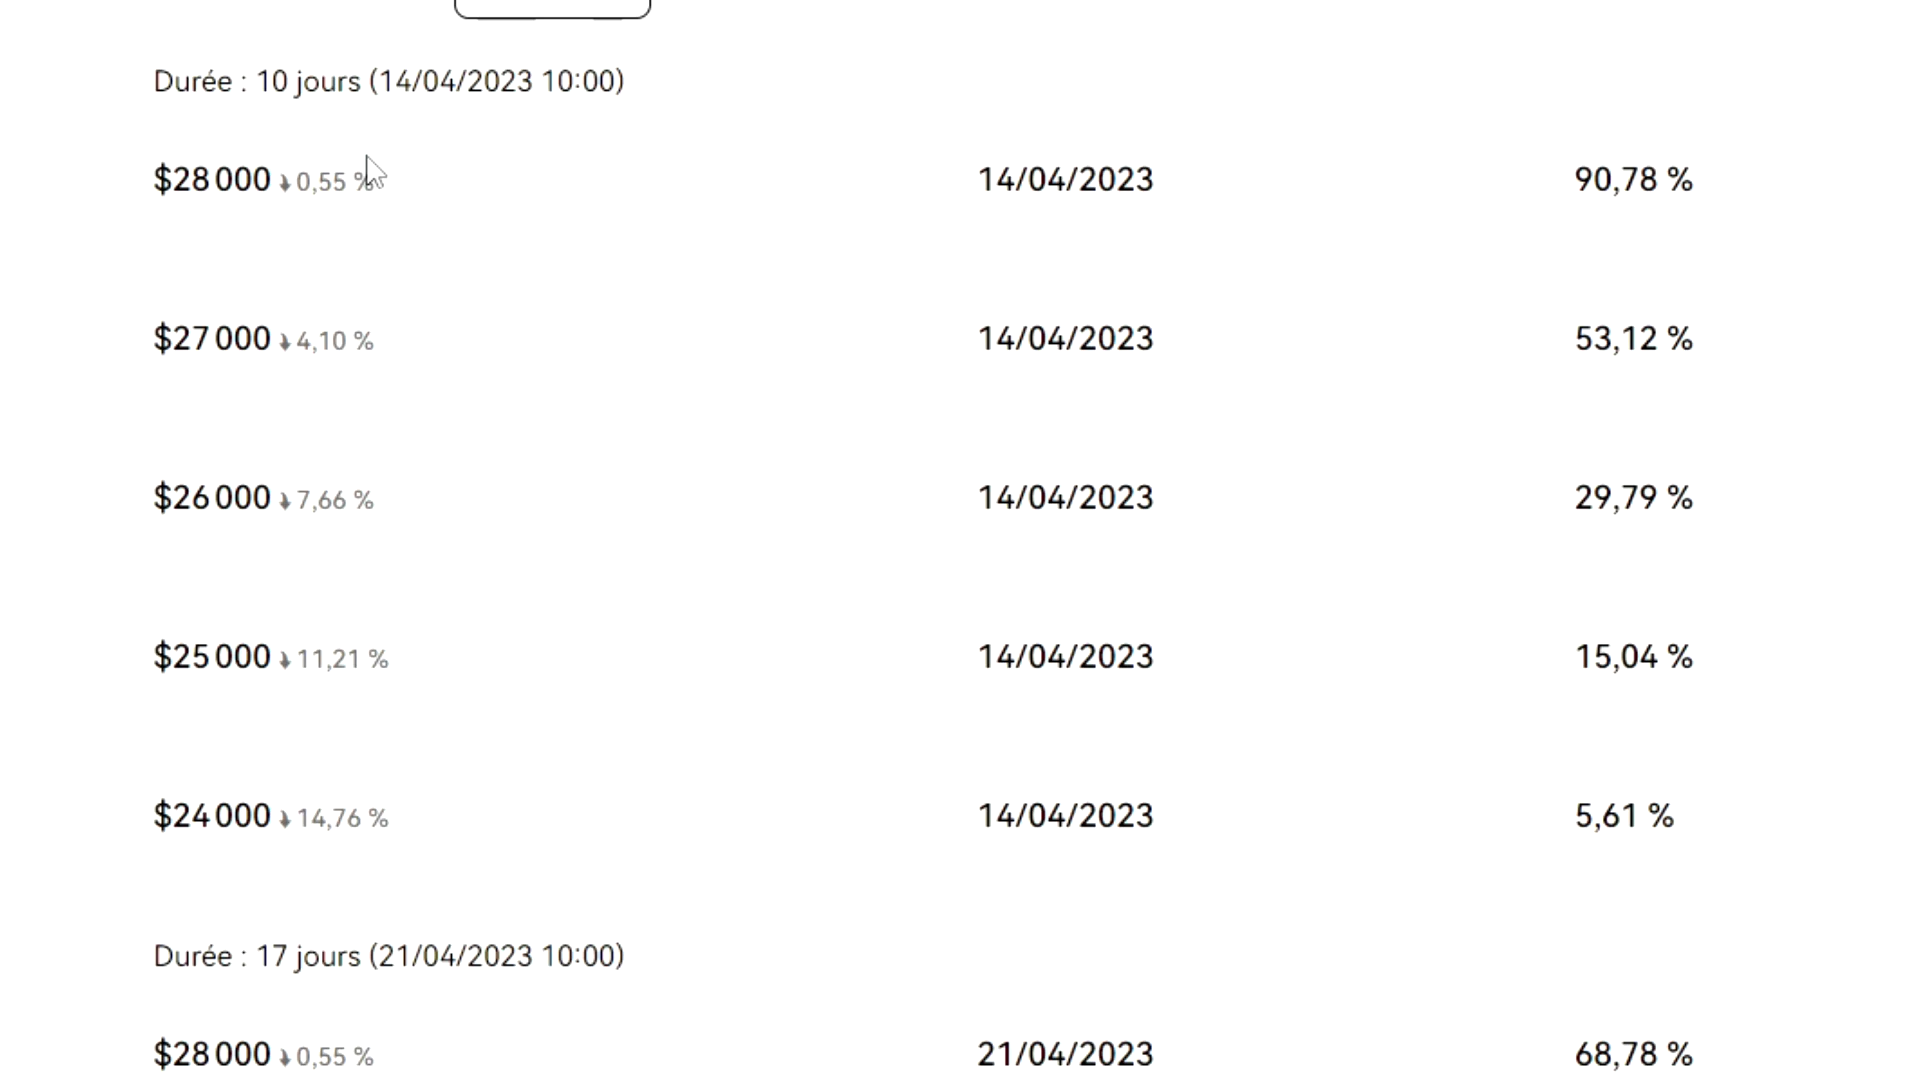 Durée : 10 jours (14/04/2023 10:00)
$28 000 0,55 % 14/04/2023 90,78 %
$27 000 4,10 % 14/04/2023 53,12 %
$26 000 7,66 % 14/04/2023 29,79 %
$25 000 11,21 % 14/04/2023 15,04 %
$24 000 14,76 % 14/04/2023 5,61 %
Durée : 17 jours (21/04/2023 10:00)
$28 000 0,55 % 21/04/2023 68,78 %